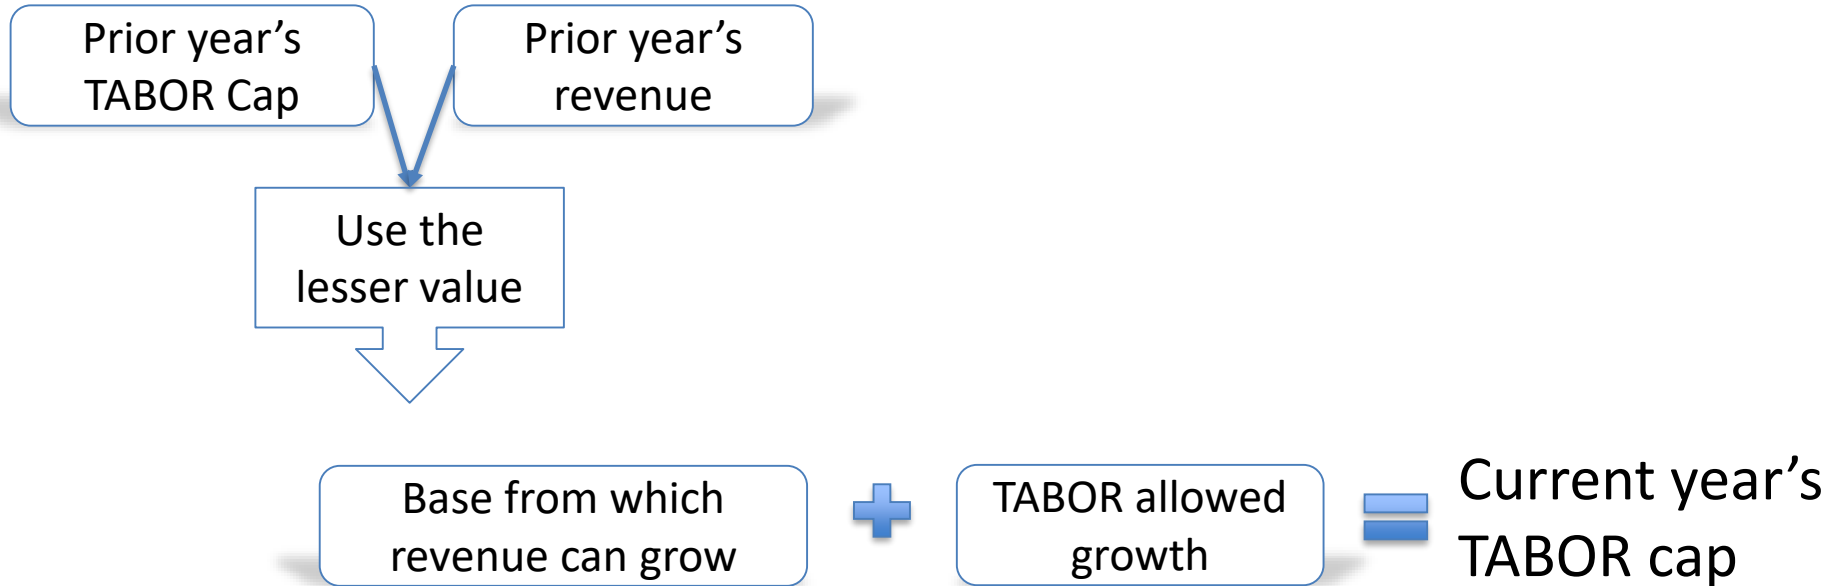 Prior year’s
TABOR Cap
Prior year’s
revenue
Use the
lesser value
Base from which
revenue can grow
TABOR allowed
growth
Current year’s
TABOR cap